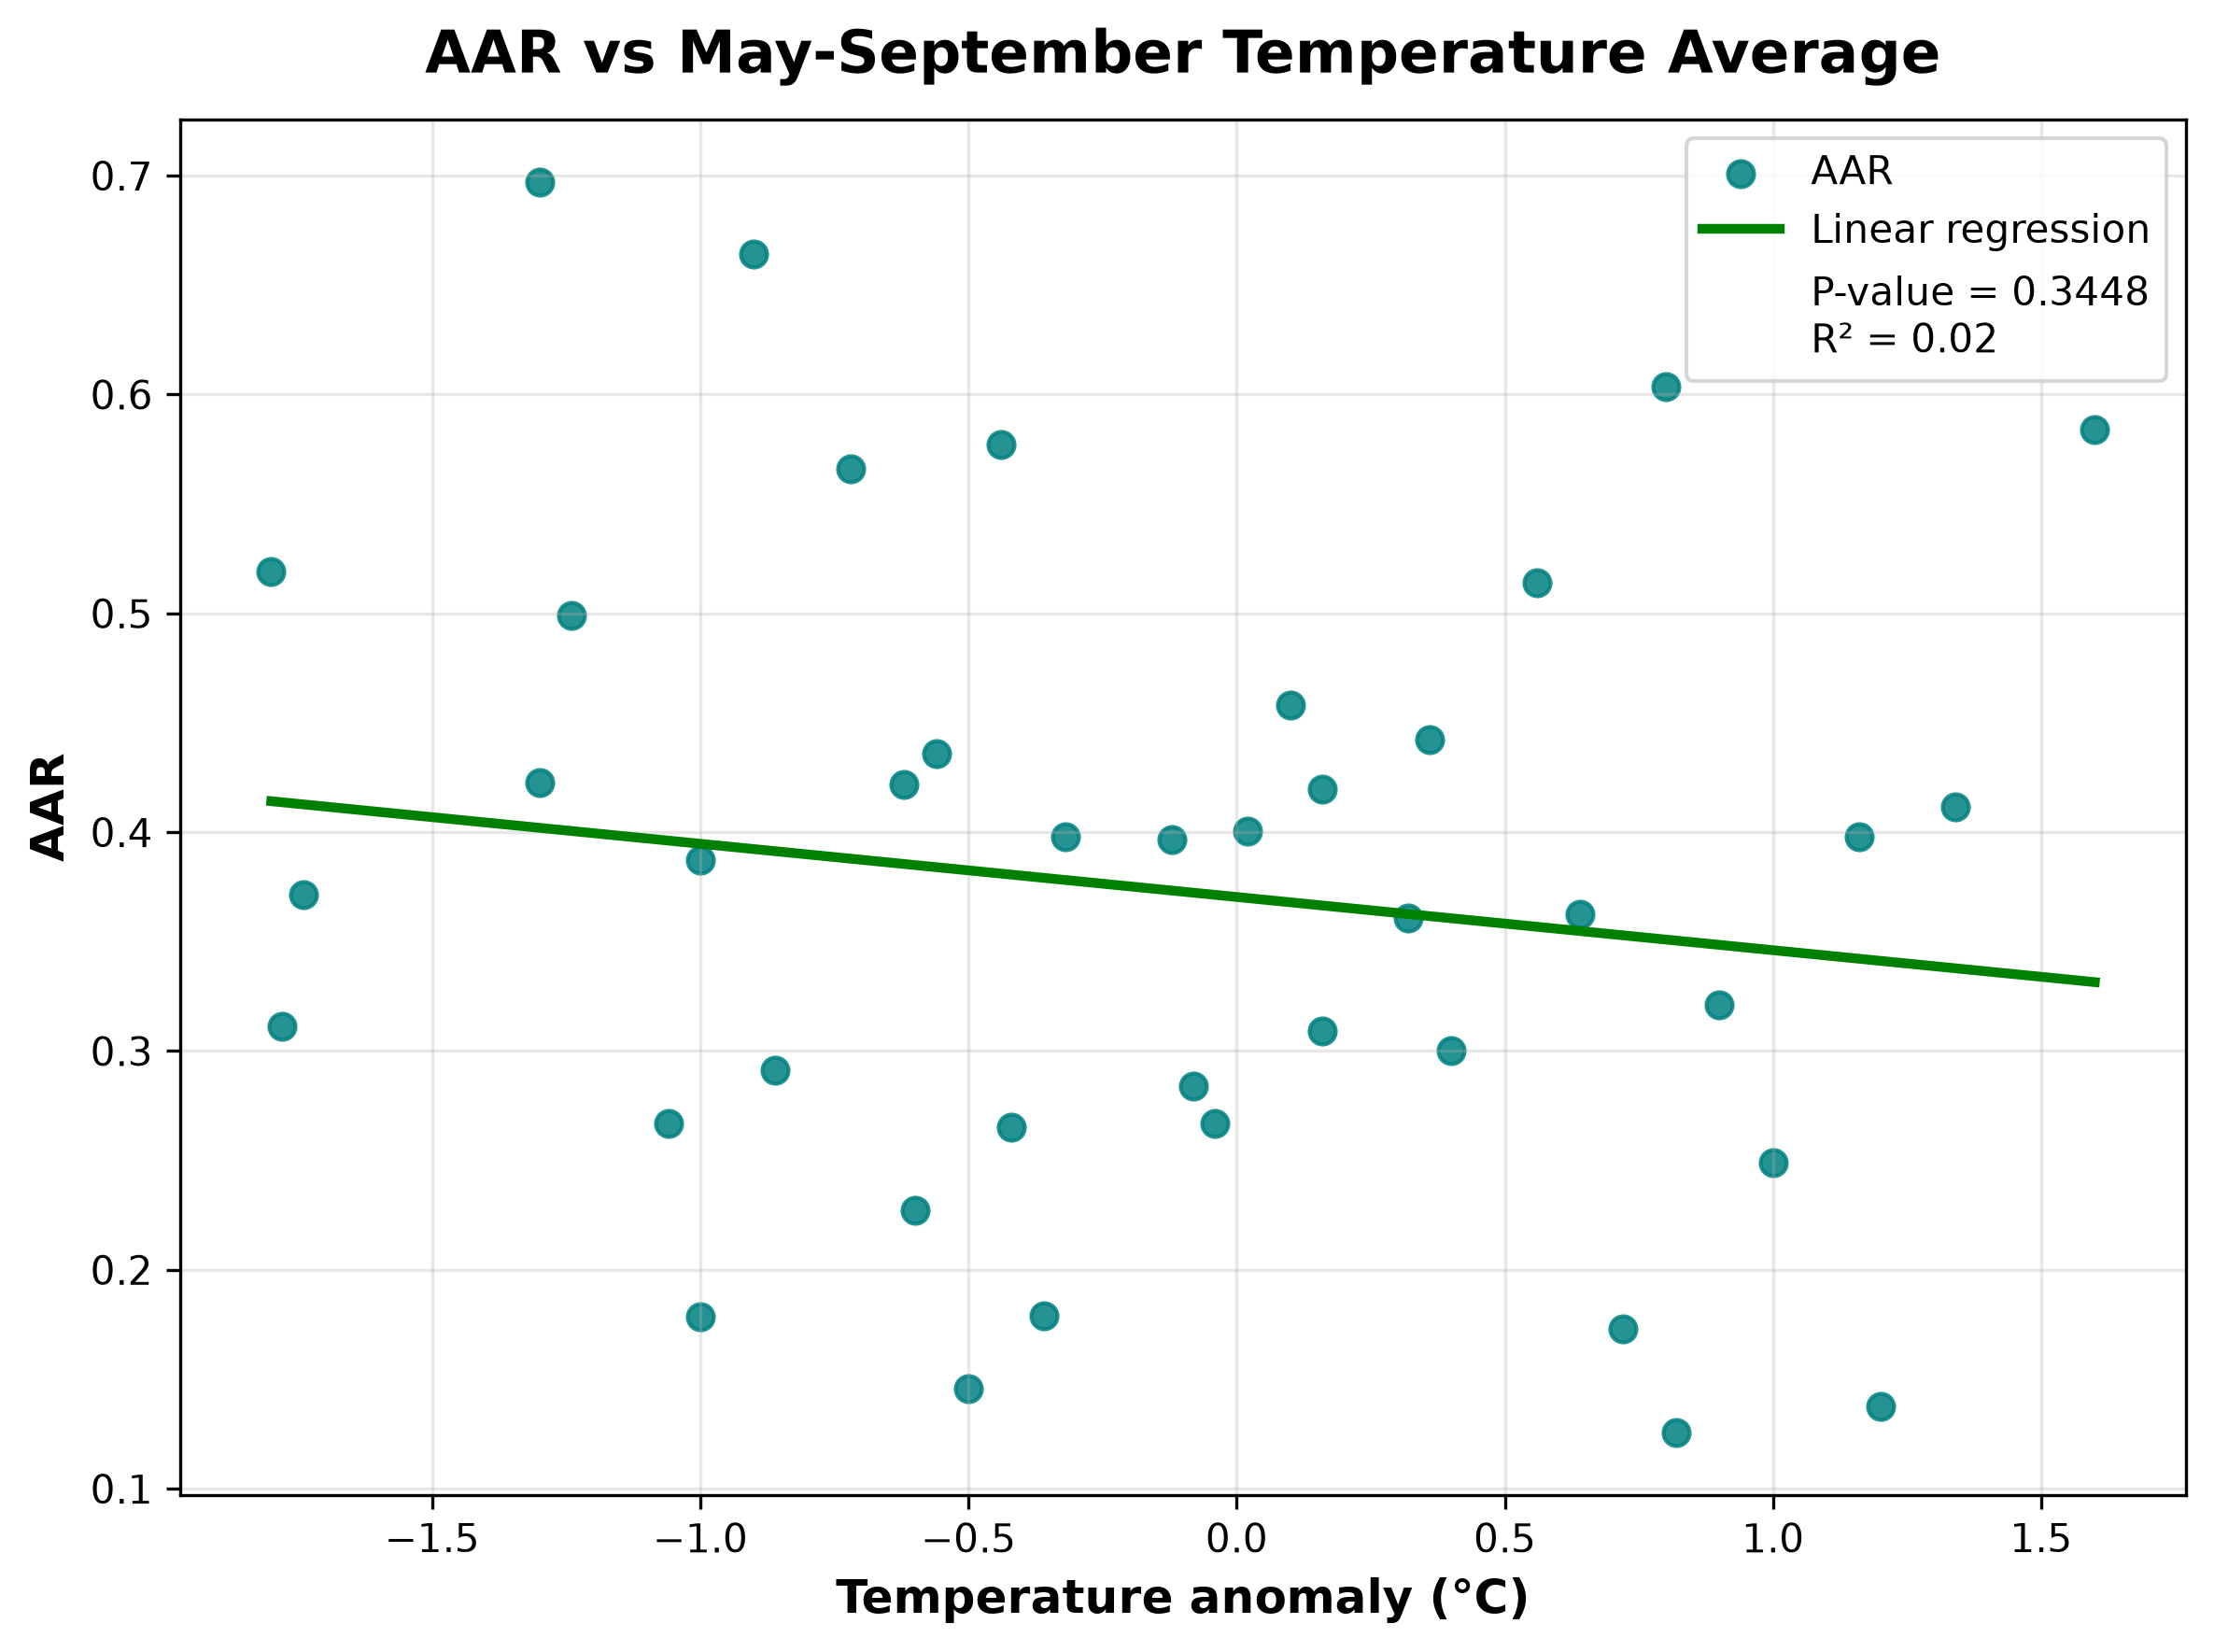 AAR vs May-September Temperature Average
AAR
Linear regression
P-value = 0.3448
R² = 0.02
0.7
0.6
0.5
0.4
0.3
0.2
0.1
AAR
−1.5
−1.0
−0.5
0.0
0.5
1.0
1.5
Temperature anomaly (°C)